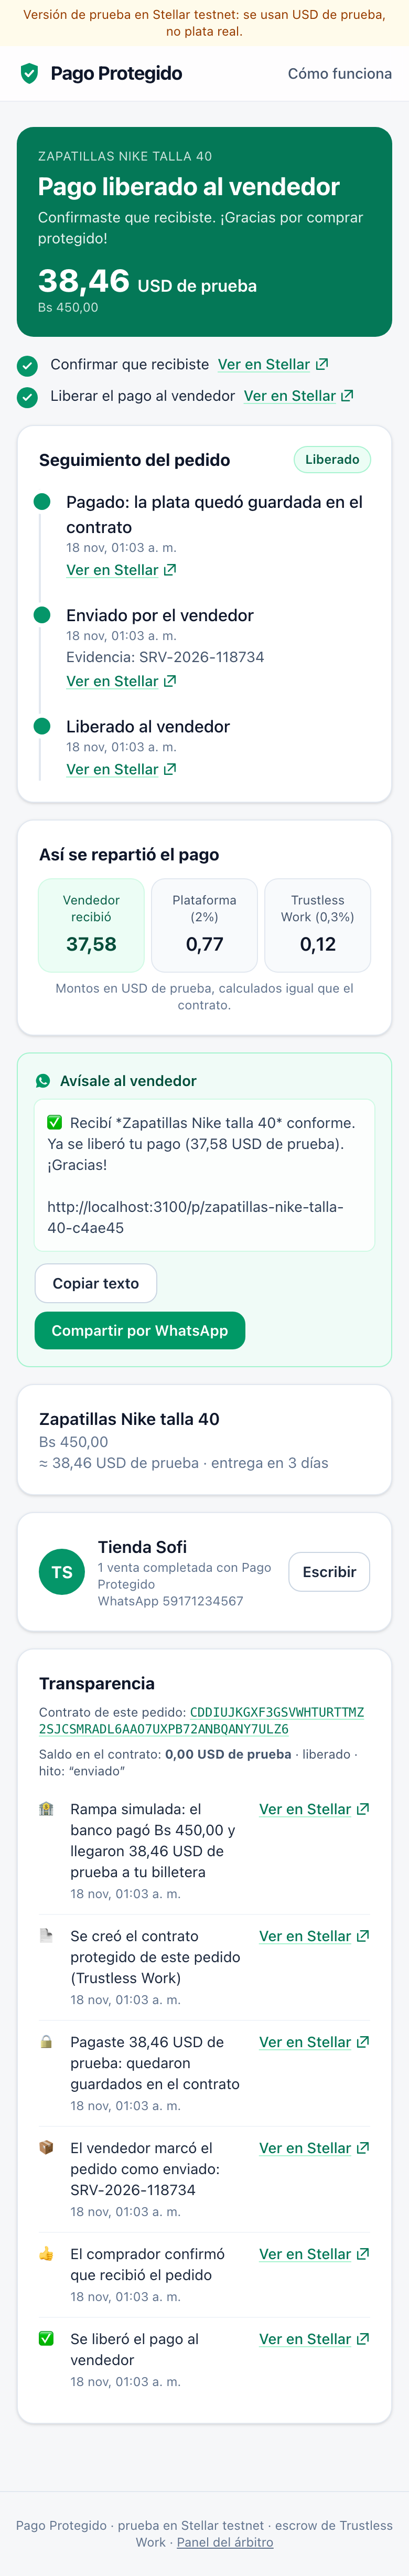 Versión de prueba en Stellar testnet: se usan USD de prueba,
no plata real.
Pago Protegido
Cómo funciona
ZAPATILLAS NIKE TALLA 40
Pago liberado al vendedor
Confirmaste que recibiste. ¡Gracias por comprar
protegido!
38,46 USD de prueba
Bs 450,00
Confirmar que recibiste Ver en Stellar
Liberar el pago al vendedor Ver en Stellar
Seguimiento del pedido
Liberado
Pagado: la plata quedó guardada en el
contrato
18 nov, 01:03 a. m.
Ver en Stellar
Enviado por el vendedor
18 nov, 01:03 a. m.
Evidencia: SRV-2026-118734
Ver en Stellar
Liberado al vendedor
18 nov, 01:03 a. m.
Ver en Stellar
Así se repartió el pago
Vendedor
recibió
37,58
Plataforma
(2%)
0,77
Trustless
Work (0,3%)
0,12
Montos en USD de prueba, calculados igual que el
contrato.
Avísale al vendedor
✅ Recibí *Zapatillas Nike talla 40* conforme.
Ya se liberó tu pago (37,58 USD de prueba).
¡Gracias!
http://localhost:3100/p/zapatillas-nike-talla-
40-c4ae45
Copiar texto
Compartir por WhatsApp
Zapatillas Nike talla 40
Bs 450,00
≈ 38,46 USD de prueba · entrega en 3 días
TS
Tienda Sofi
1 venta completada con Pago
Protegido
WhatsApp 59171234567
Escribir
Transparencia
Contrato de este pedido: CDDIUJKGXF3GSVWHTURTTMZ
2SJCSMRADL6AAO7UXPB72ANBQANY7ULZ6
Saldo en el contrato: 0,00 USD de prueba · liberado ·
hito: “enviado”
Rampa simulada: el
banco pagó Bs 450,00 y
llegaron 38,46 USD de
prueba a tu billetera
18 nov, 01:03 a. m.
Ver en Stellar
Se creó el contrato
protegido de este pedido
(Trustless Work)
18 nov, 01:03 a. m.
Ver en Stellar
Pagaste 38,46 USD de
prueba: quedaron
guardados en el contrato
18 nov, 01:03 a. m.
Ver en Stellar
El vendedor marcó el
pedido como enviado:
SRV-2026-118734
18 nov, 01:03 a. m.
Ver en Stellar
El comprador confirmó
que recibió el pedido
18 nov, 01:03 a. m.
Ver en Stellar
Se liberó el pago al
vendedor
18 nov, 01:03 a. m.
Ver en Stellar
Pago Protegido · prueba en Stellar testnet · escrow de Trustless
Work · Panel del árbitro